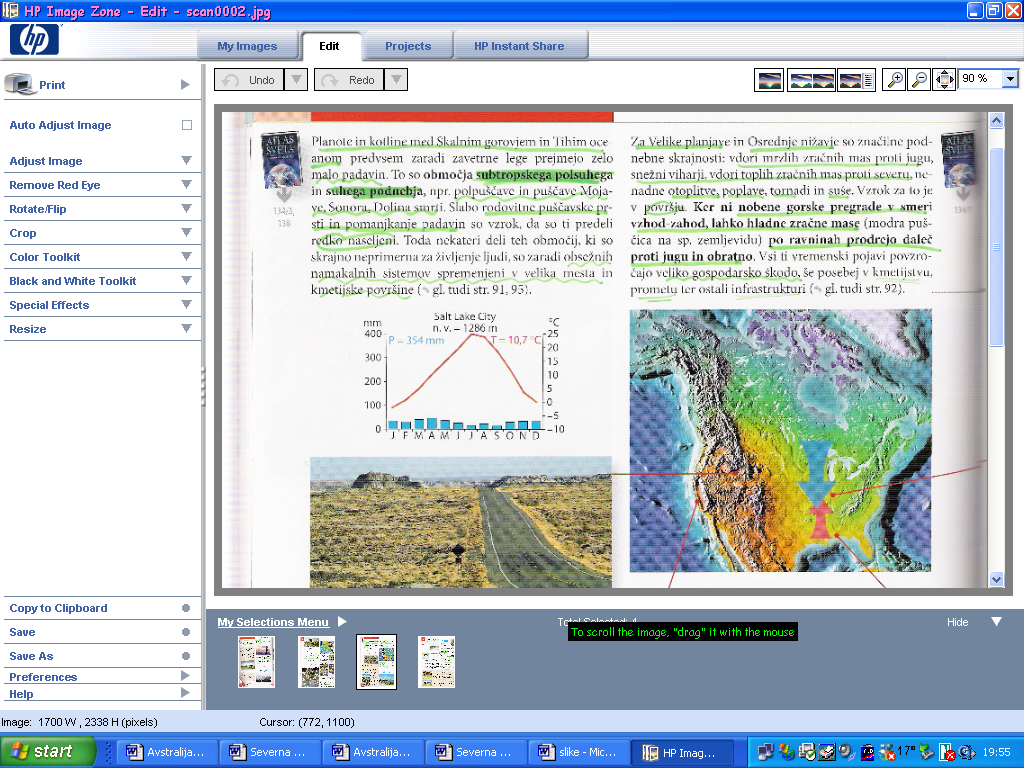 HP Image Zone - Edit - scan0002.jpg
hp
My Images
Edit
Projects
HP Instant Share
Print
Auto Adjust Image
Adjust Image
Remove Red Eye
Rotate/Flip
Crop
Color Toolkit
Black and White Toolkit
Special Effects
Resize
Copy to Clipboard
Save
Save As
Preferences
Help
Undo
Redo
90 %
ATLAS
SVETA
134/3,
138
Planote in kotline med Skalnim gorovjem in Tihim oce-
anom predvsem zaradi zavetrne lege prejmejo zelo
malo padavin. To so območja subtropskega polsuhega
in suhega podnebja, npr. polpuščave in puščave Moja-
ve, Sonora, Dolina smrti. Slabo rodovitne puščavske pr-
sti in pomanjkanje padavin so vzrok, da so ti predeli
redko naseljeni. Toda nekateri deli teh območij, ki so
skrajno neprimerna za življenje ljudi, so zaradi obsežnih
namakalnih sistemov spremenjeni v velika mesta in
kmetijske površine (gl. tudi str. 91, 93).
Salt Lake City
n. v. – 1286 m
mm
°C
P = 354 mm
T = 10,7 °C
400
300
200
100
0
25
20
15
10
5
0
–5
–10
J F M A M J J A S O N D
Za Velike planjave in Osrednje nižavje so značilne pod-
nebne skrajnosti: vdori mrzlih zračnih mas proti jugu,
snežni viharji, vdori toplih zračnih mas proti severu, ne-
nadne otoplitve, poplave, tornadi in suše. Vzrok za to je
v površju. Ker ni nobene gorske pregrade v smeri
vzhod-zahod, lahko hladne zračne mase (modra puš-
čica na sp. zemljevidu) po ravninah prodrejo daleč
proti jugu in obratno. Vsi ti vremenski pojavi povzro-
čajo veliko gospodarsko škodo, še posebej v kmetijstvu,
prometu ter ostali infrastrukturi (gl. tudi str. 92).
ATLAS
SVETA
My Selections Menu
To scroll the image, "drag" it with the mouse
Hide
Image: 1700 W , 2338 H (pixels)
Cursor: (772, 1100)
start
Avstralija...
Severna ...
Avstralija...
Severna ...
slike - Mic...
HP Imag...
17°
19:55